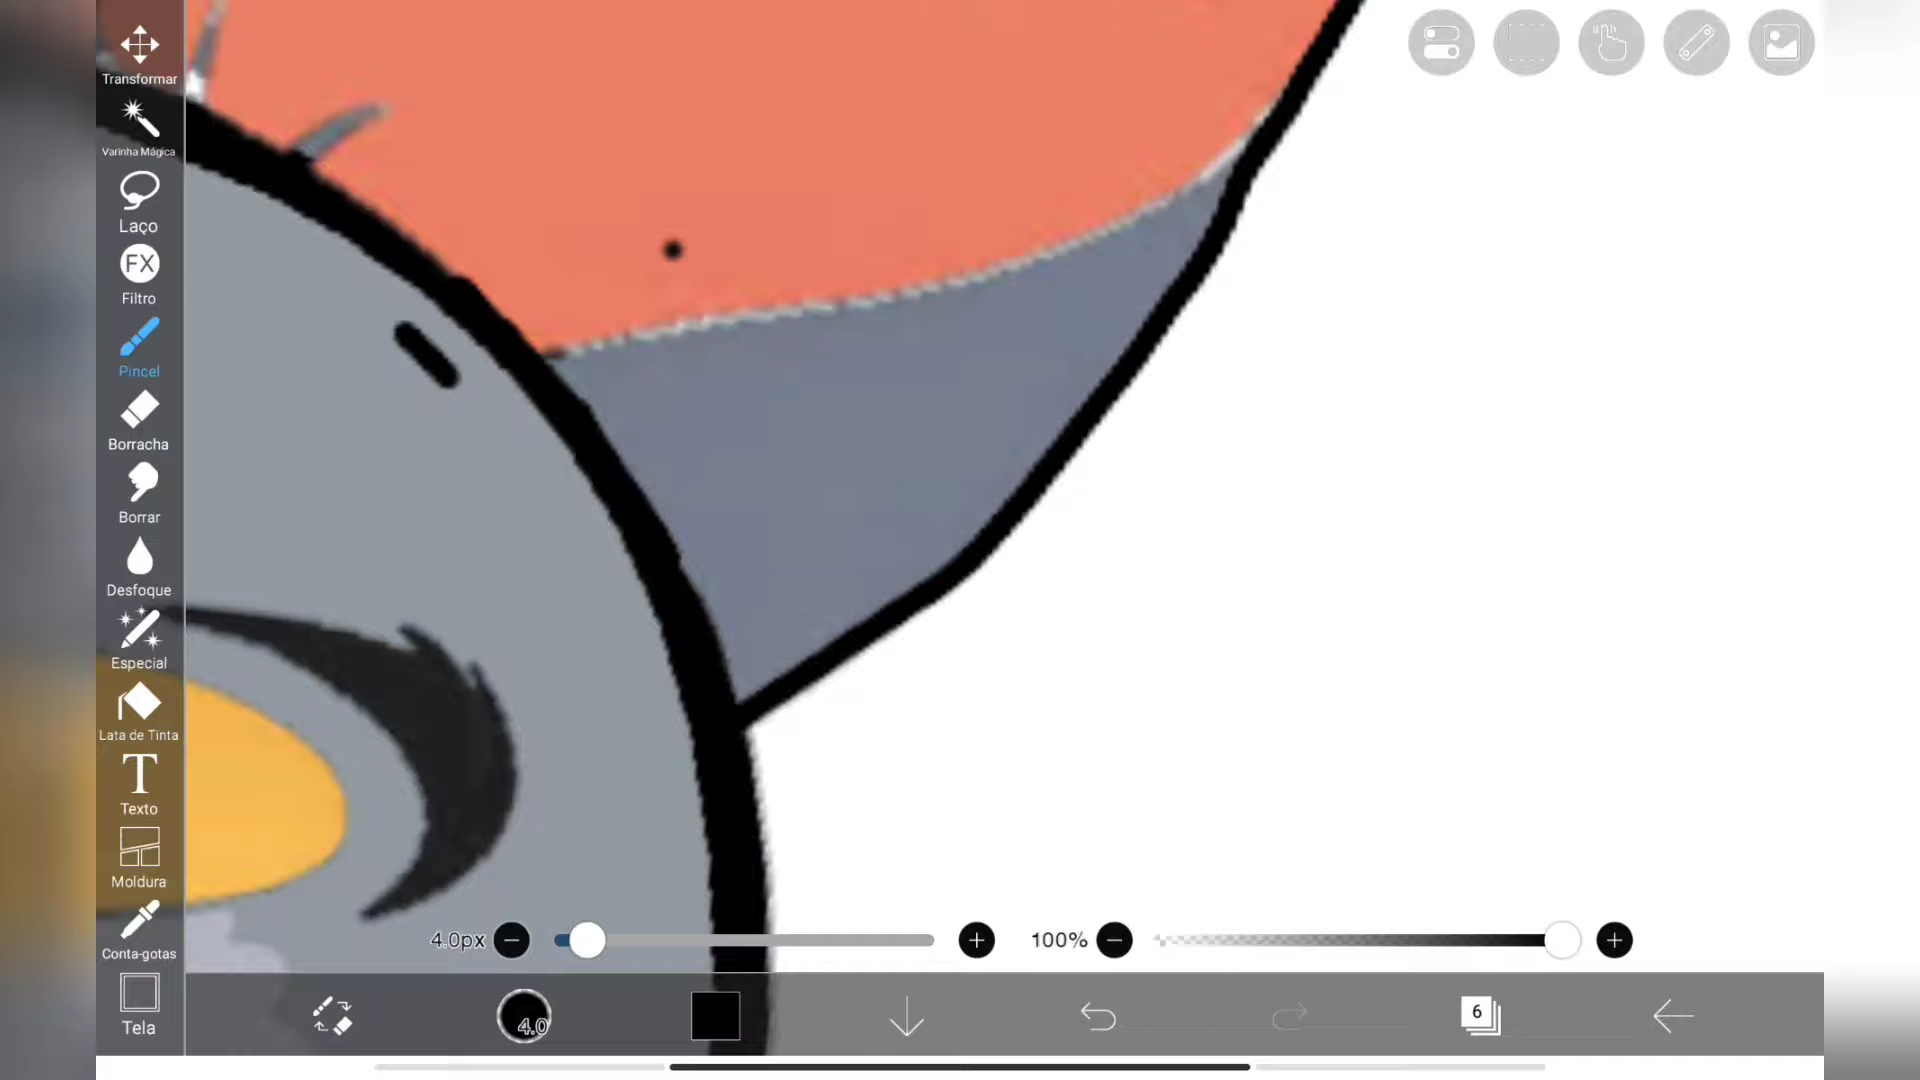 Transformar
Varinha Mágica
Laço
FX
Filtro
Pincel
Borracha
Borrar
Desfoque
Especial
Lata de Tinta
T
Texto
Moldura
Conta-gotas
Tela
4.0px
100%
4.0
6